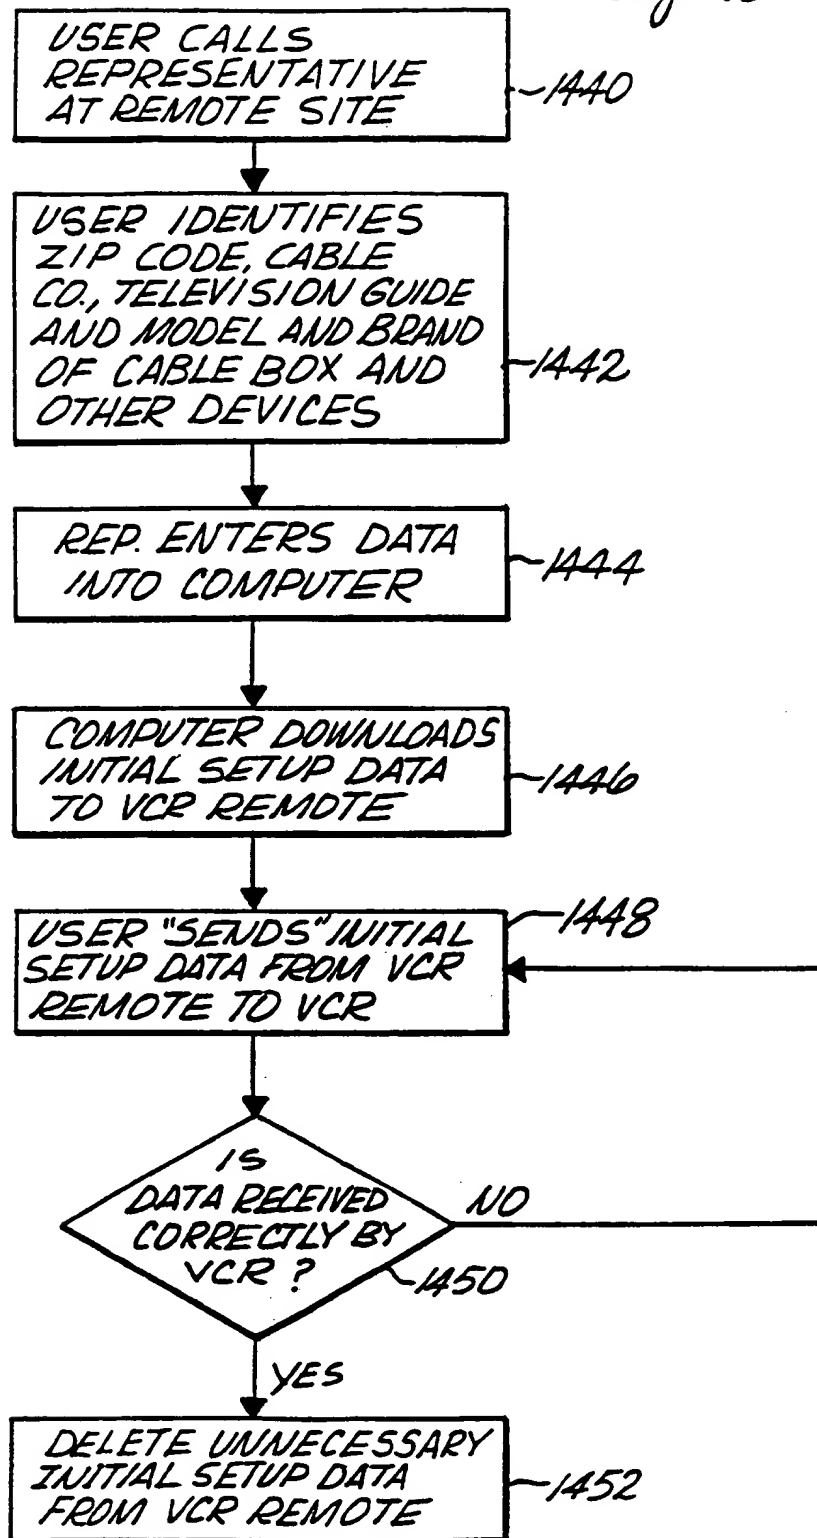 USER CALLS
REPRESENTATIVE
AT REMOTE SITE
1440
USER IDENTIFIES
ZIP CODE, CABLE
CO., TELEVISION GUIDE
AND MODEL AND BRAND
OF CABLE BOX AND
OTHER DEVICES
1442
REP. ENTERS DATA
INTO COMPUTER
1444
COMPUTER DOWNLOADS
INITIAL SETUP DATA
TO VCR REMOTE
1446
USER "SENDS" INITIAL
SETUP DATA FROM VCR
REMOTE TO VCR
1448
IS
DATA RECEIVED
CORRECTLY BY
VCR ?
NO
1450
YES
DELETE UNNECESSARY
INITIAL SETUP DATA
FROM VCR REMOTE
1452